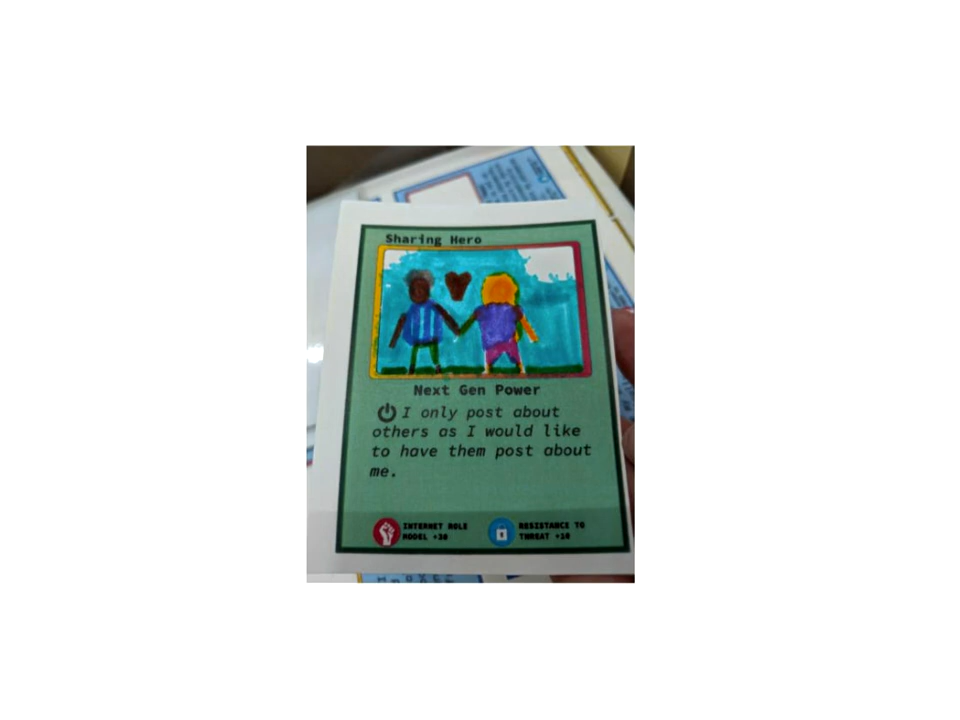 Sharing Hero
Next Gen Power
I only post about
others as I would like
to have them post about
me.
INTERNET ROLE
MODEL +30
RESISTANCE TO
THREAT +10